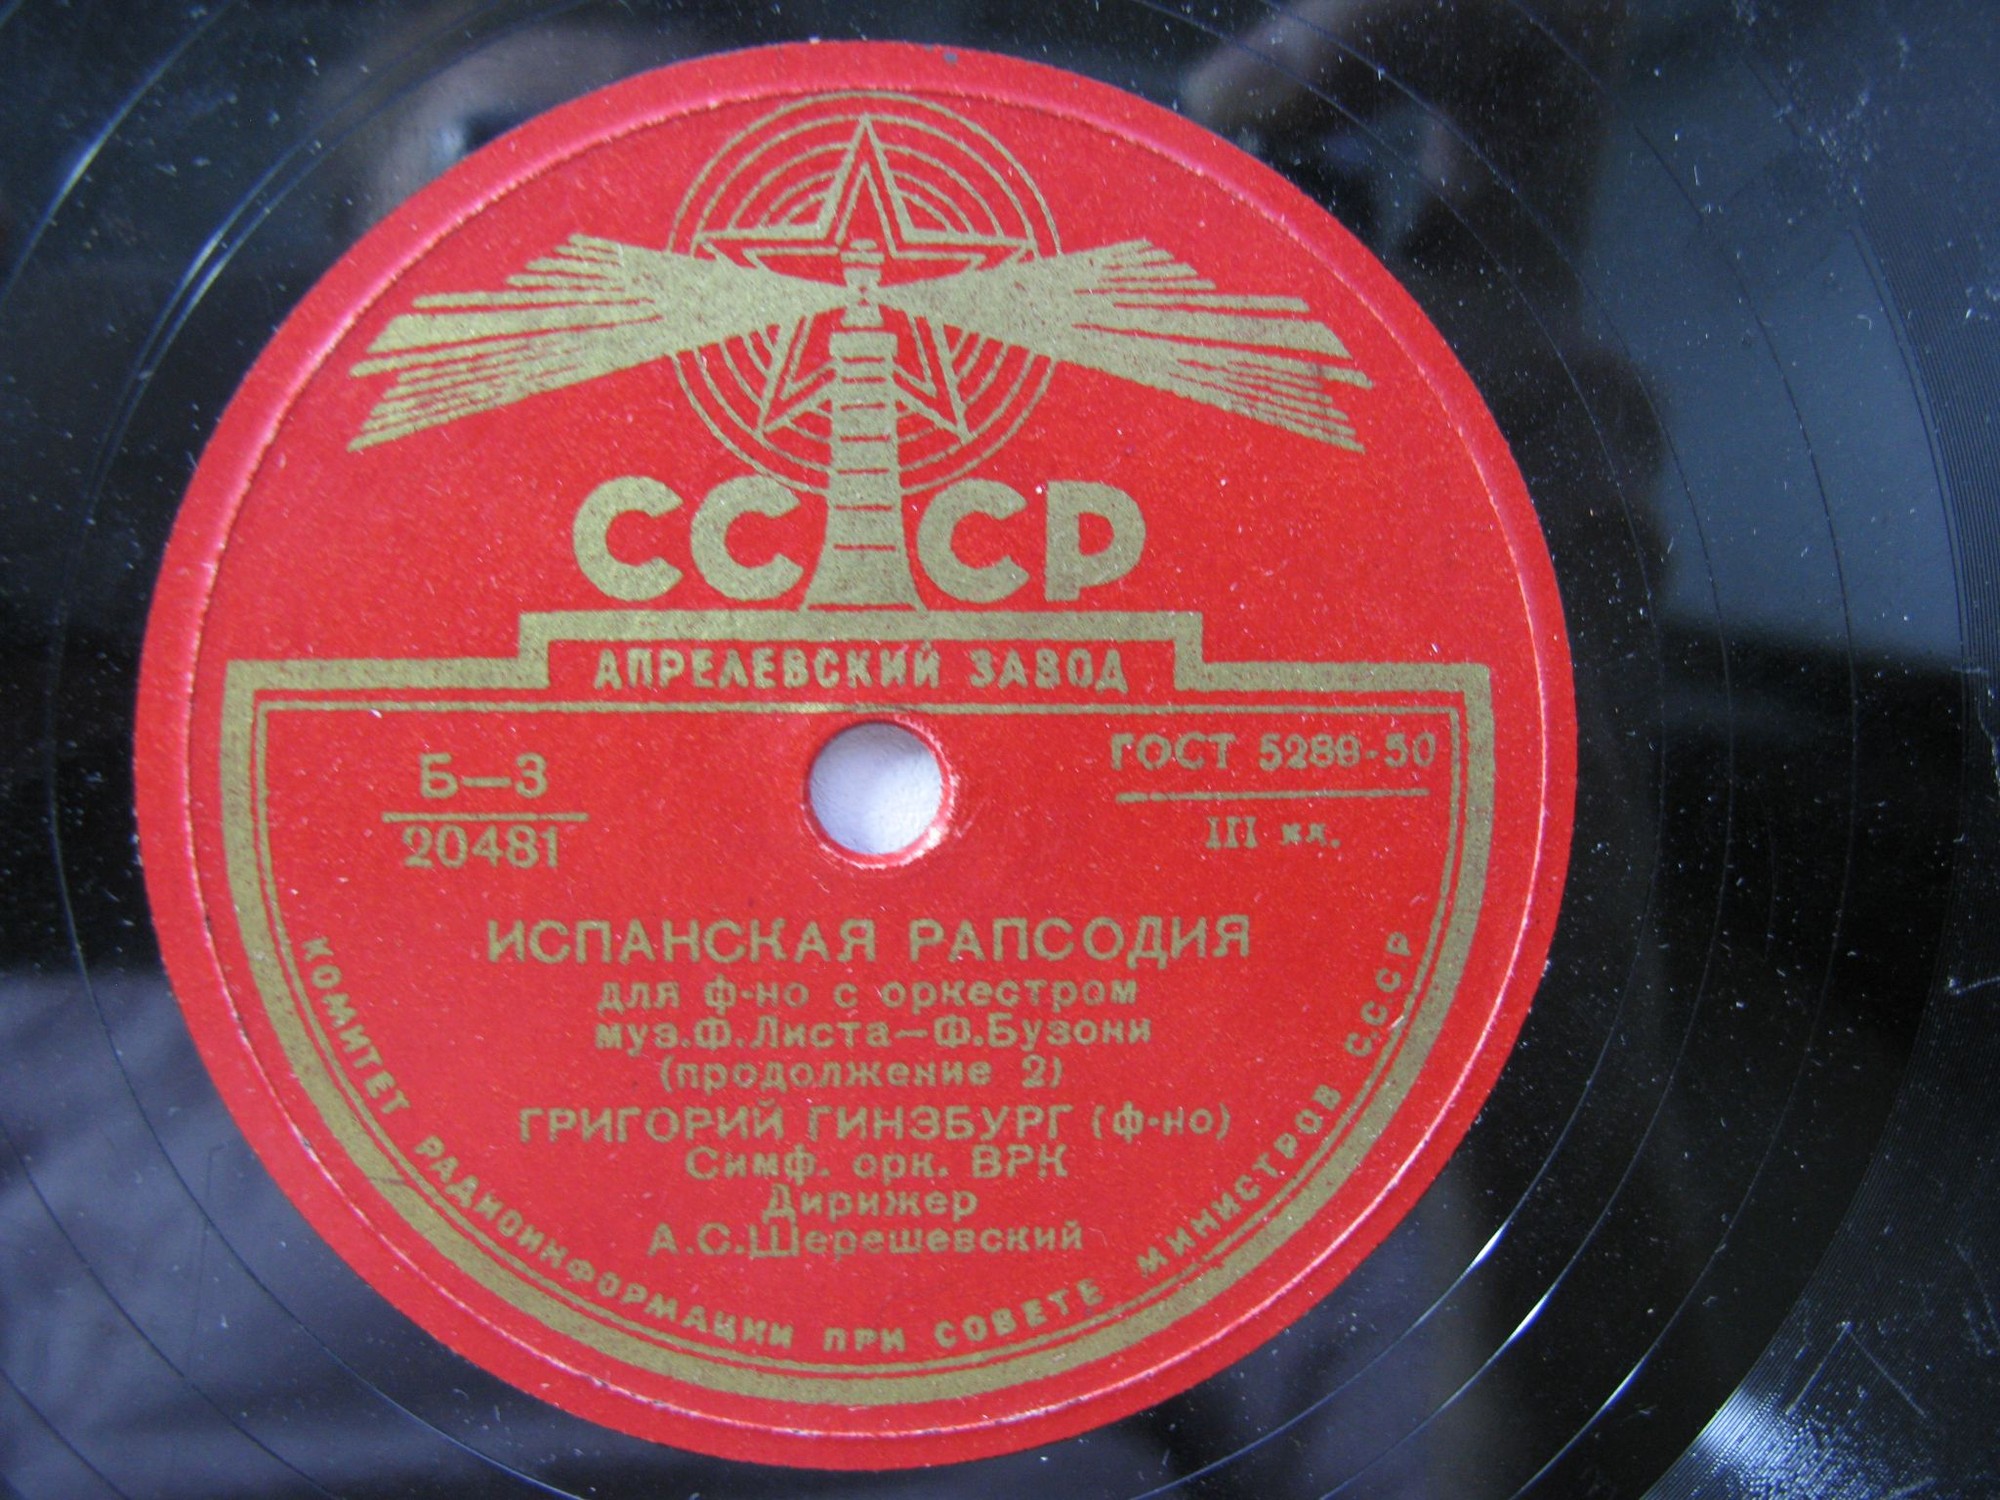 СССР
АПРЕЛЕВСКИЙ ЗАВОД
Б—3
20481
ГОСТ 5289-50
III кл.
ИСПАНСКАЯ РАПСОДИЯ
для ф-но с оркестром
муз.Ф.Листа—Ф.Бузони
(продолжение 2)
ГРИГОРИЙ ГИНЗБУРГ (ф-но)
Симф. орк. ВРК
Дирижер
А.С.Шерешевский
КОМИТЕТ РАДИОИНФОРМАЦИИ ПРИ СОВЕТЕ МИНИСТРОВ С.С.С.Р